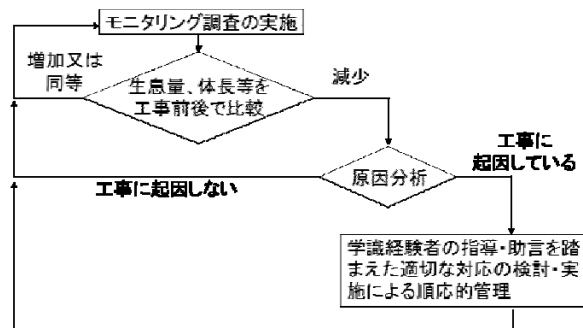 モニタリング調査の実施
増加又は
同等
生息量、体長等を
工事前後で比較
減少
工事に
起因している
工事に起因しない
原因分析
学識経験者の指導・助言を踏
まえた適切な対応の検討・実
施による順応的管理